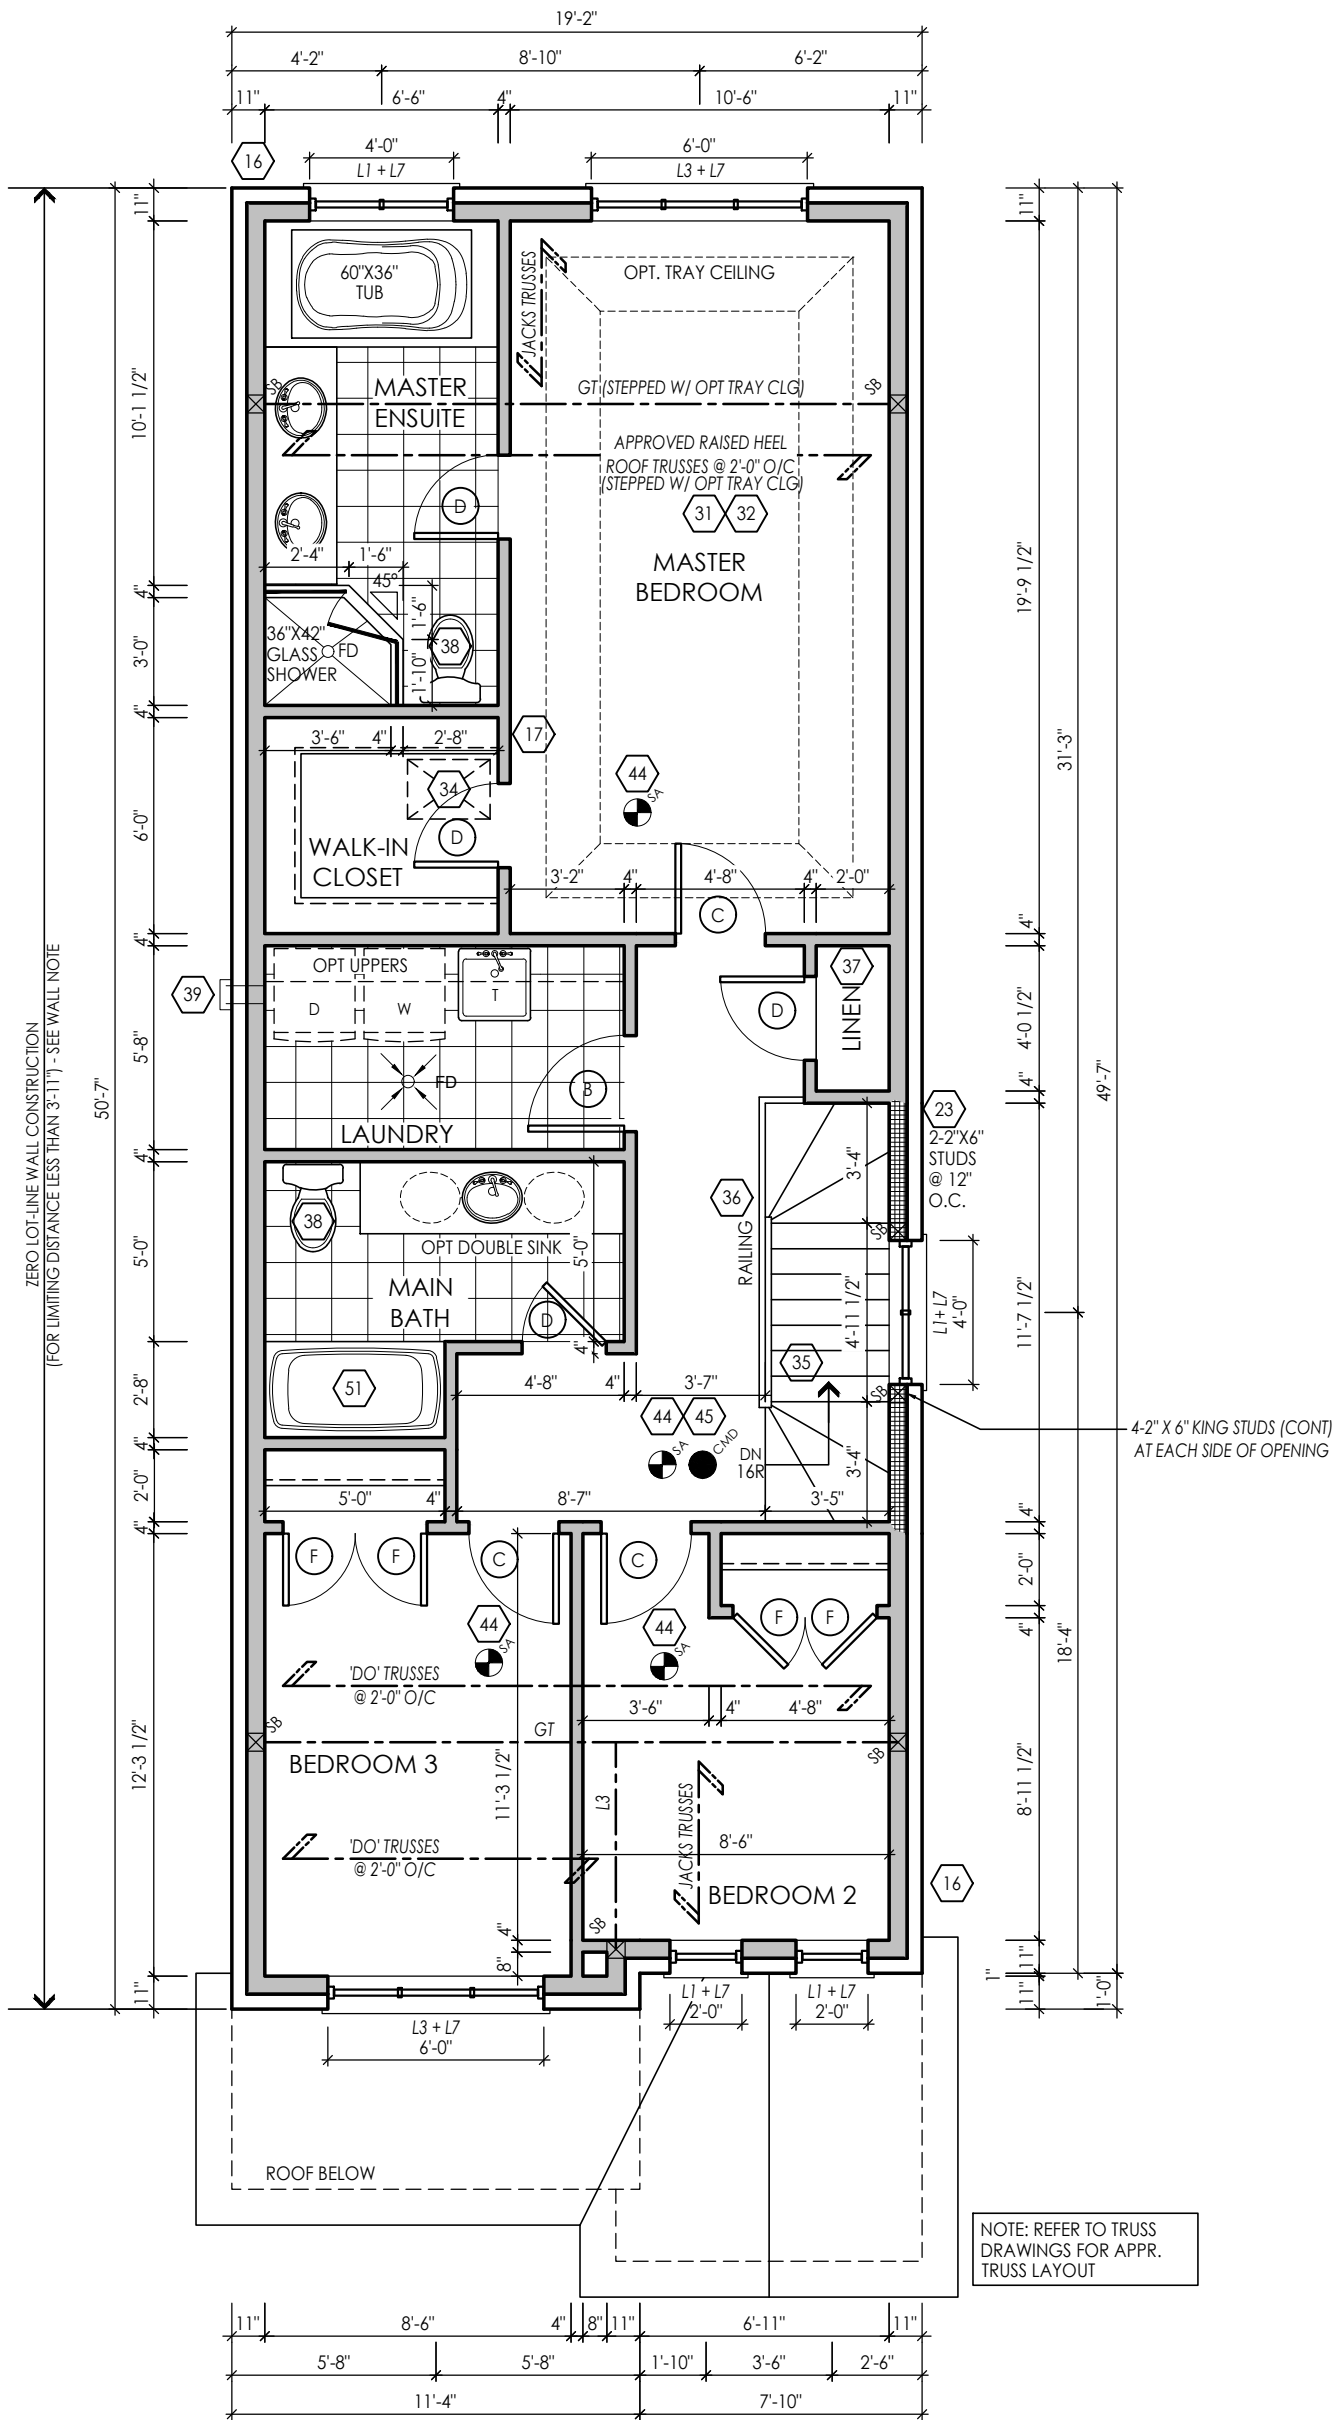 19'-2"
4'-2" 8'-10" 6'-2"
11" 6'-6" 4" 10'-6" 11"
16
4'-0"
L1 + L7
6'-0"
L3 + L7
60"X36"
TUB
JACKS TRUSSES
OPT. TRAY CEILING
MASTER
ENSUITE
SB
GT (STEPPED W/ OPT TRAY CLG)
SB
APPROVED RAISED HEEL
ROOF TRUSSES @ 2'-0" O/C
(STEPPED W/ OPT TRAY CLG)
31 32
D
MASTER
BEDROOM
2'-4" 1'-6"
45°
1'-6"
1'-10"
38
36"X42"
GLASS
SHOWER
FD
17
3'-6" 4" 2'-8"
34
D
WALK-IN
CLOSET
44
SA
3'-2" 4" 4'-8" 4" 2'-0"
C
39
OPT UPPERS
D W T
FD
B
LAUNDRY
37
LINEN
D
23
2-2"X6"
STUDS
@ 12"
O.C.
36
RAILING
3'-4"
SB
38
OPT DOUBLE SINK
5'-0"
MAIN
BATH
D
4"
4'-11 1/2"
L1+ L7
4'-0"
35
51
4'-8" 4" 3'-7"
SB
44 45
SA CMD
DN
16R
3'-4"
4-2" X 6" KING STUDS (CONT)
AT EACH SIDE OF OPENING
5'-0" 4" 8'-7" 3'-5"
F F C C
F F
44
SA
44
SA
'DO' TRUSSES
@ 2'-0" O/C
3'-6" 4" 4'-8"
SB
GT
SB
BEDROOM 3
11'-3 1/2"
L3
JACKS TRUSSES
8'-6"
'DO' TRUSSES
@ 2'-0" O/C
BEDROOM 2
16
SB
4"
8"
L3 + L7
6'-0"
L1 + L7
2'-0"
L1 + L7
2'-0"
ROOF BELOW
NOTE: REFER TO TRUSS
DRAWINGS FOR APPR.
TRUSS LAYOUT
ZERO LOT-LINE WALL CONSTRUCTION
(FOR LIMITING DISTANCE LESS THAN 3'-11") - SEE WALL NOTE
50'-7"
11"
10'-1 1/2"
4"
3'-0"
4"
6'-0"
4"
5'-8"
4"
5'-0"
2'-8"
4"
2'-0"
4"
12'-3 1/2"
11"
11"
19'-9 1/2"
4"
4'-0 1/2"
4"
11'-7 1/2"
4"
2'-0"
4"
8'-11 1/2"
11"
1"
11"
31'-3"
18'-4"
49'-7"
1'-0"
11" 8'-6" 4" 8" 11" 6'-11" 11"
5'-8" 5'-8" 1'-10" 3'-6" 2'-6"
11'-4" 7'-10"